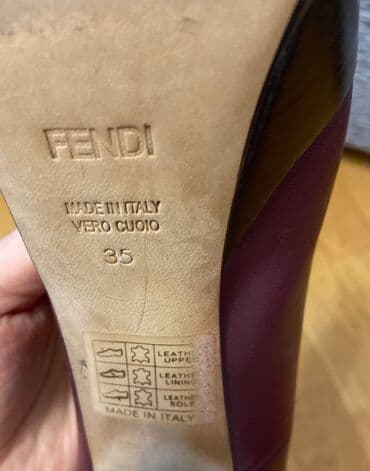 FENDI
MADE IN ITALY
VERO CUOIO
35
LEATHER
UPPER
LEATHER
LINING
LEATHER
SOLE
MADE IN ITALY